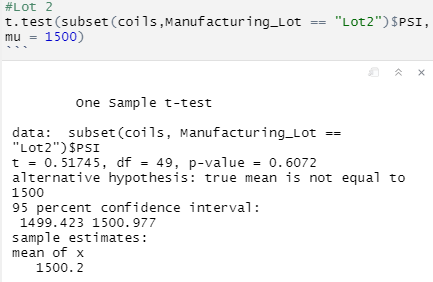 #Lot 2
t.test(subset(coils,Manufacturing_Lot == "Lot2")$PSI,
mu = 1500)
```
One Sample t-test
data:  subset(coils, Manufacturing_Lot ==
"Lot2")$PSI
t = 0.51745, df = 49, p-value = 0.6072
alternative hypothesis: true mean is not equal to
1500
95 percent confidence interval:
 1499.423 1500.977
sample estimates:
mean of x
   1500.2